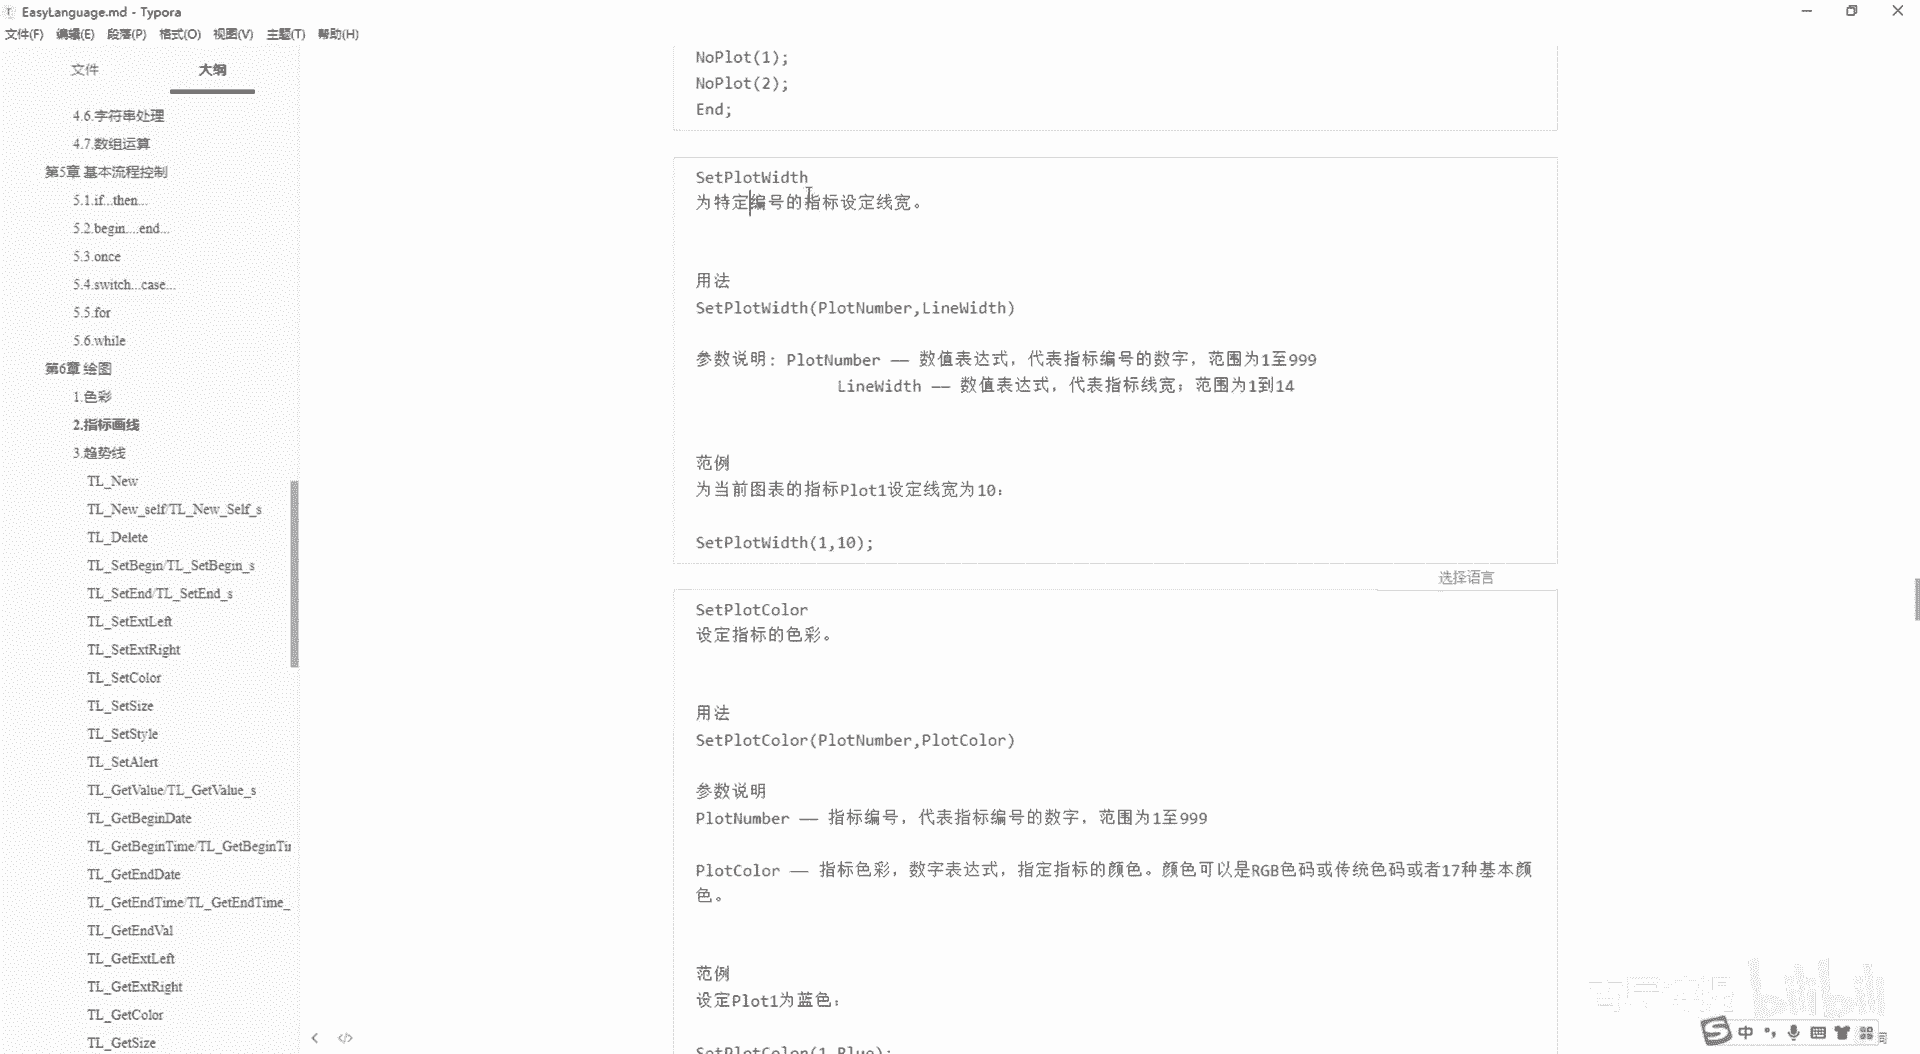 EasyLanguage.md - Typora
文件(F) 编辑(E) 段落(P) 格式(O) 视图(V) 主题(T) 帮助(H)
文件 大纲
4.6.字符串处理
4.7.数组运算
第5章 基本流程控制
5.1.if...then...
5.2.begin....end...
5.3.once
5.4.switch...case...
5.5.for
5.6.while
第6章 绘图
1.色彩
2.指标画线
3.趋势线
TL_New
TL_New_self/TL_New_Self_s
TL_Delete
TL_SetBegin/TL_SetBegin_s
TL_SetEnd/TL_SetEnd_s
TL_SetExtLeft
TL_SetExtRight
TL_SetColor
TL_SetSize
TL_SetStyle
TL_SetAlert
TL_GetValue/TL_GetValue_s
TL_GetBeginDate
TL_GetBeginTime/TL_GetBeginTi
TL_GetEndDate
TL_GetEndTime/TL_GetEndTime_
TL_GetEndVal
TL_GetExtLeft
TL_GetExtRight
TL_GetColor
TL_GetSize
NoPlot(1);
NoPlot(2);
End;
SetPlotWidth
为特定编号的指标设定线宽。
用法
SetPlotWidth(PlotNumber,LineWidth)
参数说明: PlotNumber —— 数值表达式，代表指标编号的数字，范围为1至999
LineWidth —— 数值表达式，代表指标线宽；范围为1到14
范例
为当前图表的指标Plot1设定线宽为10：
SetPlotWidth(1,10);
选择语言
SetPlotColor
设定指标的色彩。
用法
SetPlotColor(PlotNumber,PlotColor)
参数说明
PlotNumber —— 指标编号，代表指标编号的数字，范围为1至999
PlotColor —— 指标色彩，数字表达式，指定指标的颜色。颜色可以是RGB色码或传统色码或者17种基本颜
色。
范例
设定Plot1为蓝色：
SetPlotColor(1,Blue);
bilibili
中